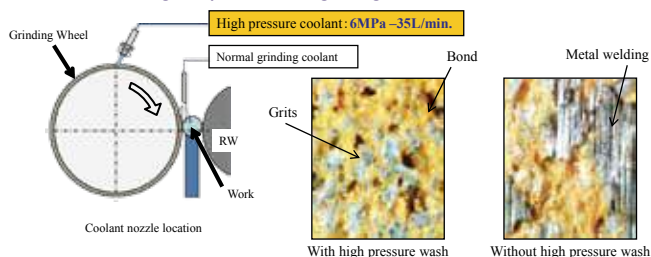 High pressure coolant: 6MPa –35L/min.
Grinding Wheel
Normal grinding coolant
Bond
Metal welding
Grits
RW
Work
Coolant nozzle location
With high pressure wash
Without high pressure wash